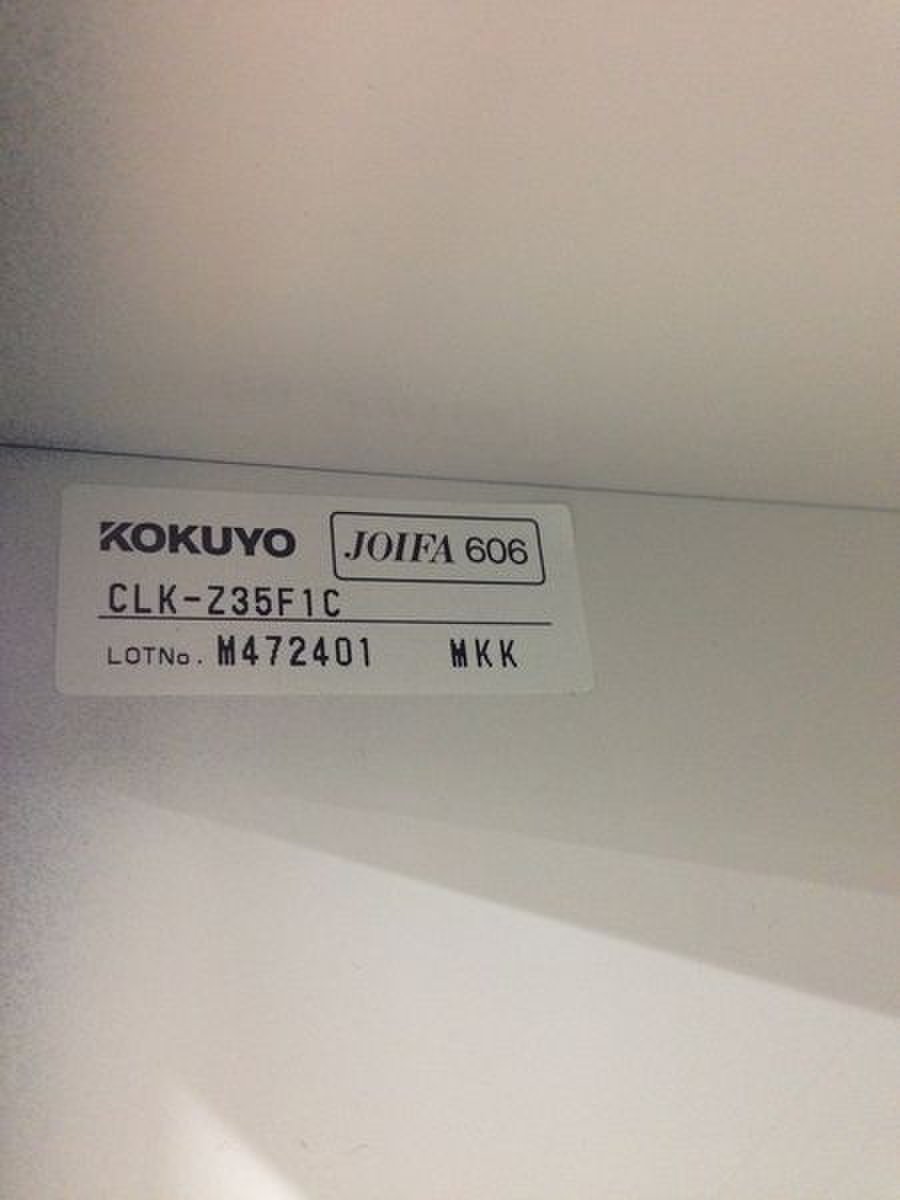 KOKUYO JOIFA 606
CLK-Z35F1C
LOTNo. M472401 MKK